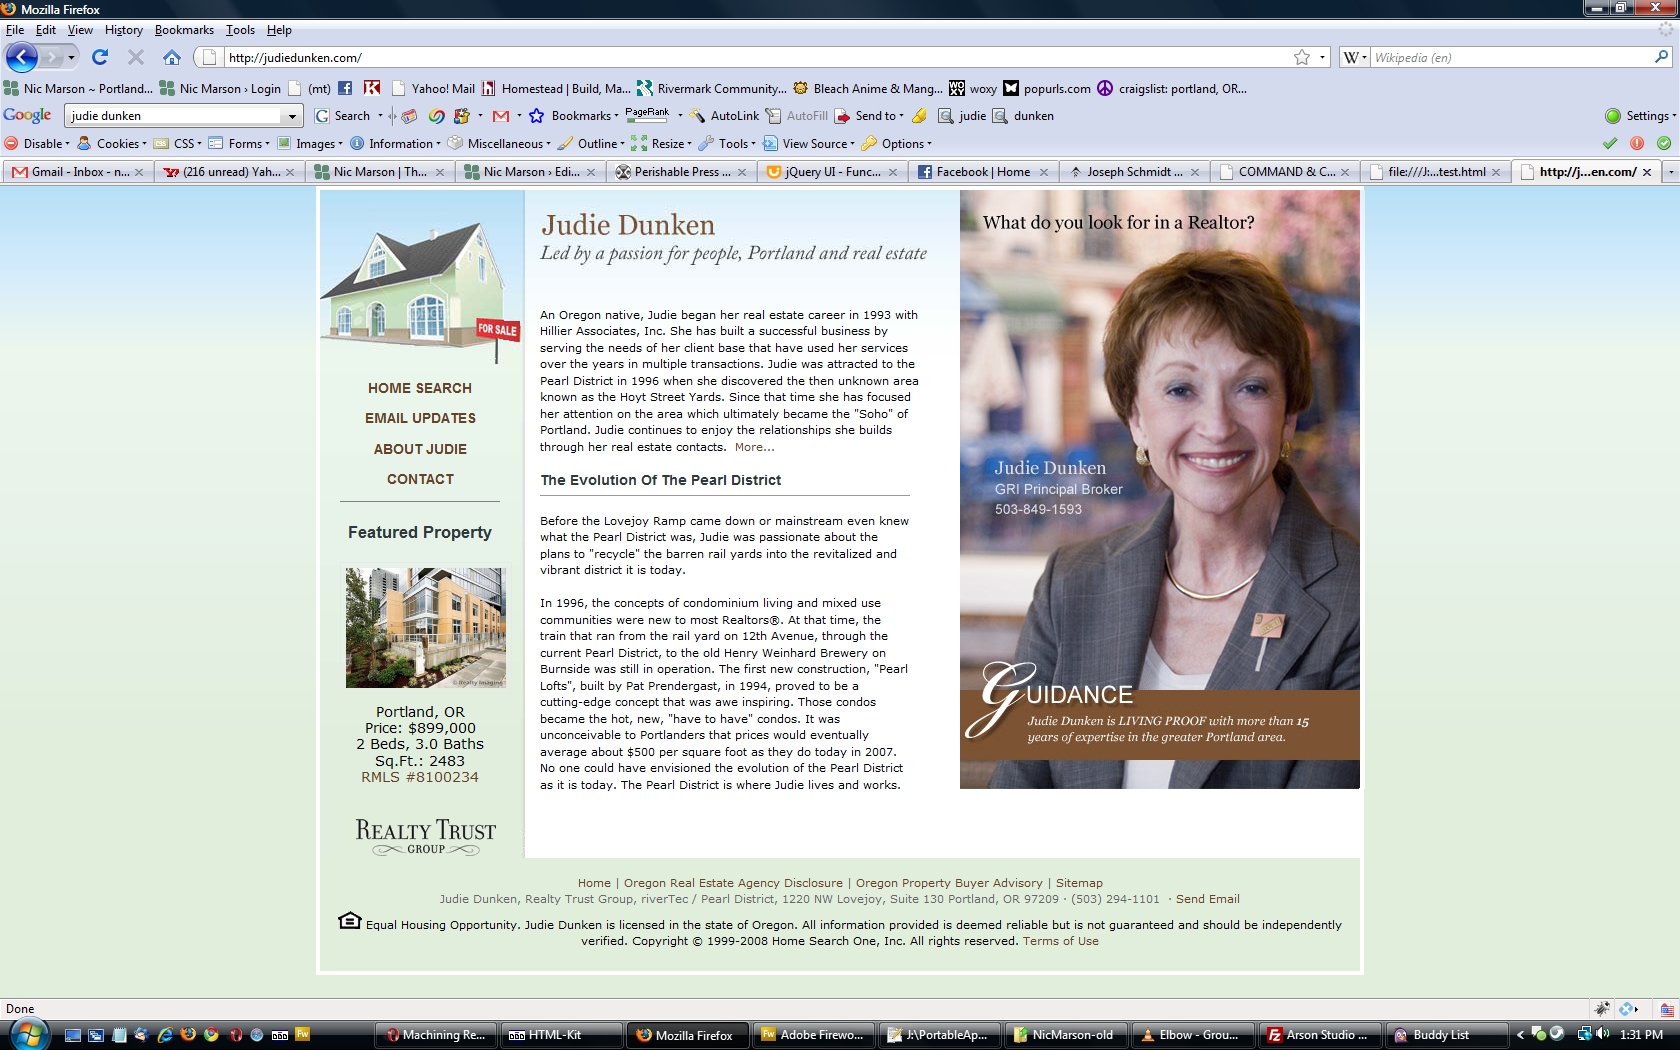 Mozilla Firefox
File Edit View History Bookmarks Tools Help
http://judiedunken.com/
W Wikipedia (en)
Nic Marson ~ Portland... Nic Marson › Login (mt) Yahoo! Mail Homestead | Build, Ma... Rivermark Community... Bleach Anime & Mang... woxy popurls.com craigslist: portland, OR...
Google judie dunken Search PageRank Bookmarks AutoLink AutoFill Send to judie dunken Settings
Disable Cookies CSS Forms Images Information Miscellaneous Outline Resize Tools View Source Options
Gmail - Inbox - n... (216 unread) Yah... Nic Marson | Th... Nic Marson › Edi... Perishable Press ... jQuery UI - Func... Facebook | Home Joseph Schmidt ... COMMAND & C... file:///J:...test.html http://j...en.com/
FOR SALE
HOME SEARCH
EMAIL UPDATES
ABOUT JUDIE
CONTACT
Featured Property
© Realty Images
Portland, OR
Price: $899,000
2 Beds, 3.0 Baths
Sq.Ft.: 2483
RMLS #8100234
REALTY TRUST
GROUP
Judie Dunken
Led by a passion for people, Portland and real estate
An Oregon native, Judie began her real estate career in 1993 with
Hillier Associates, Inc. She has built a successful business by
serving the needs of her client base that have used her services
over the years in multiple transactions. Judie was attracted to the
Pearl District in 1996 when she discovered the then unknown area
known as the Hoyt Street Yards. Since that time she has focused
her attention on the area which ultimately became the "Soho" of
Portland. Judie continues to enjoy the relationships she builds
through her real estate contacts. More...
The Evolution Of The Pearl District
Before the Lovejoy Ramp came down or mainstream even knew
what the Pearl District was, Judie was passionate about the
plans to "recycle" the barren rail yards into the revitalized and
vibrant district it is today.
In 1996, the concepts of condominium living and mixed use
communities were new to most Realtors®. At that time, the
train that ran from the rail yard on 12th Avenue, through the
current Pearl District, to the old Henry Weinhard Brewery on
Burnside was still in operation. The first new construction, "Pearl
Lofts", built by Pat Prendergast, in 1994, proved to be a
cutting-edge concept that was awe inspiring. Those condos
became the hot, new, "have to have" condos. It was
unconceivable to Portlanders that prices would eventually
average about $500 per square foot as they do today in 2007.
No one could have envisioned the evolution of the Pearl District
as it is today. The Pearl District is where Judie lives and works.
What do you look for in a Realtor?
Judie Dunken
GRI Principal Broker
503-849-1593
GUIDANCE
Judie Dunken is LIVING PROOF with more than 15
years of expertise in the greater Portland area.
Home | Oregon Real Estate Agency Disclosure | Oregon Property Buyer Advisory | Sitemap
Judie Dunken, Realty Trust Group, riverTec / Pearl District, 1220 NW Lovejoy, Suite 130 Portland, OR 97209 · (503) 294-1101 · Send Email
Equal Housing Opportunity. Judie Dunken is licensed in the state of Oregon. All information provided is deemed reliable but is not guaranteed and should be independently
verified. Copyright © 1999-2008 Home Search One, Inc. All rights reserved. Terms of Use
Done
Machining Re... HTML-Kit Mozilla Firefox Adobe Firewo... J:\PortableAp... NicMarson-old Elbow - Grou... Arson Studio ... Buddy List 1:31 PM